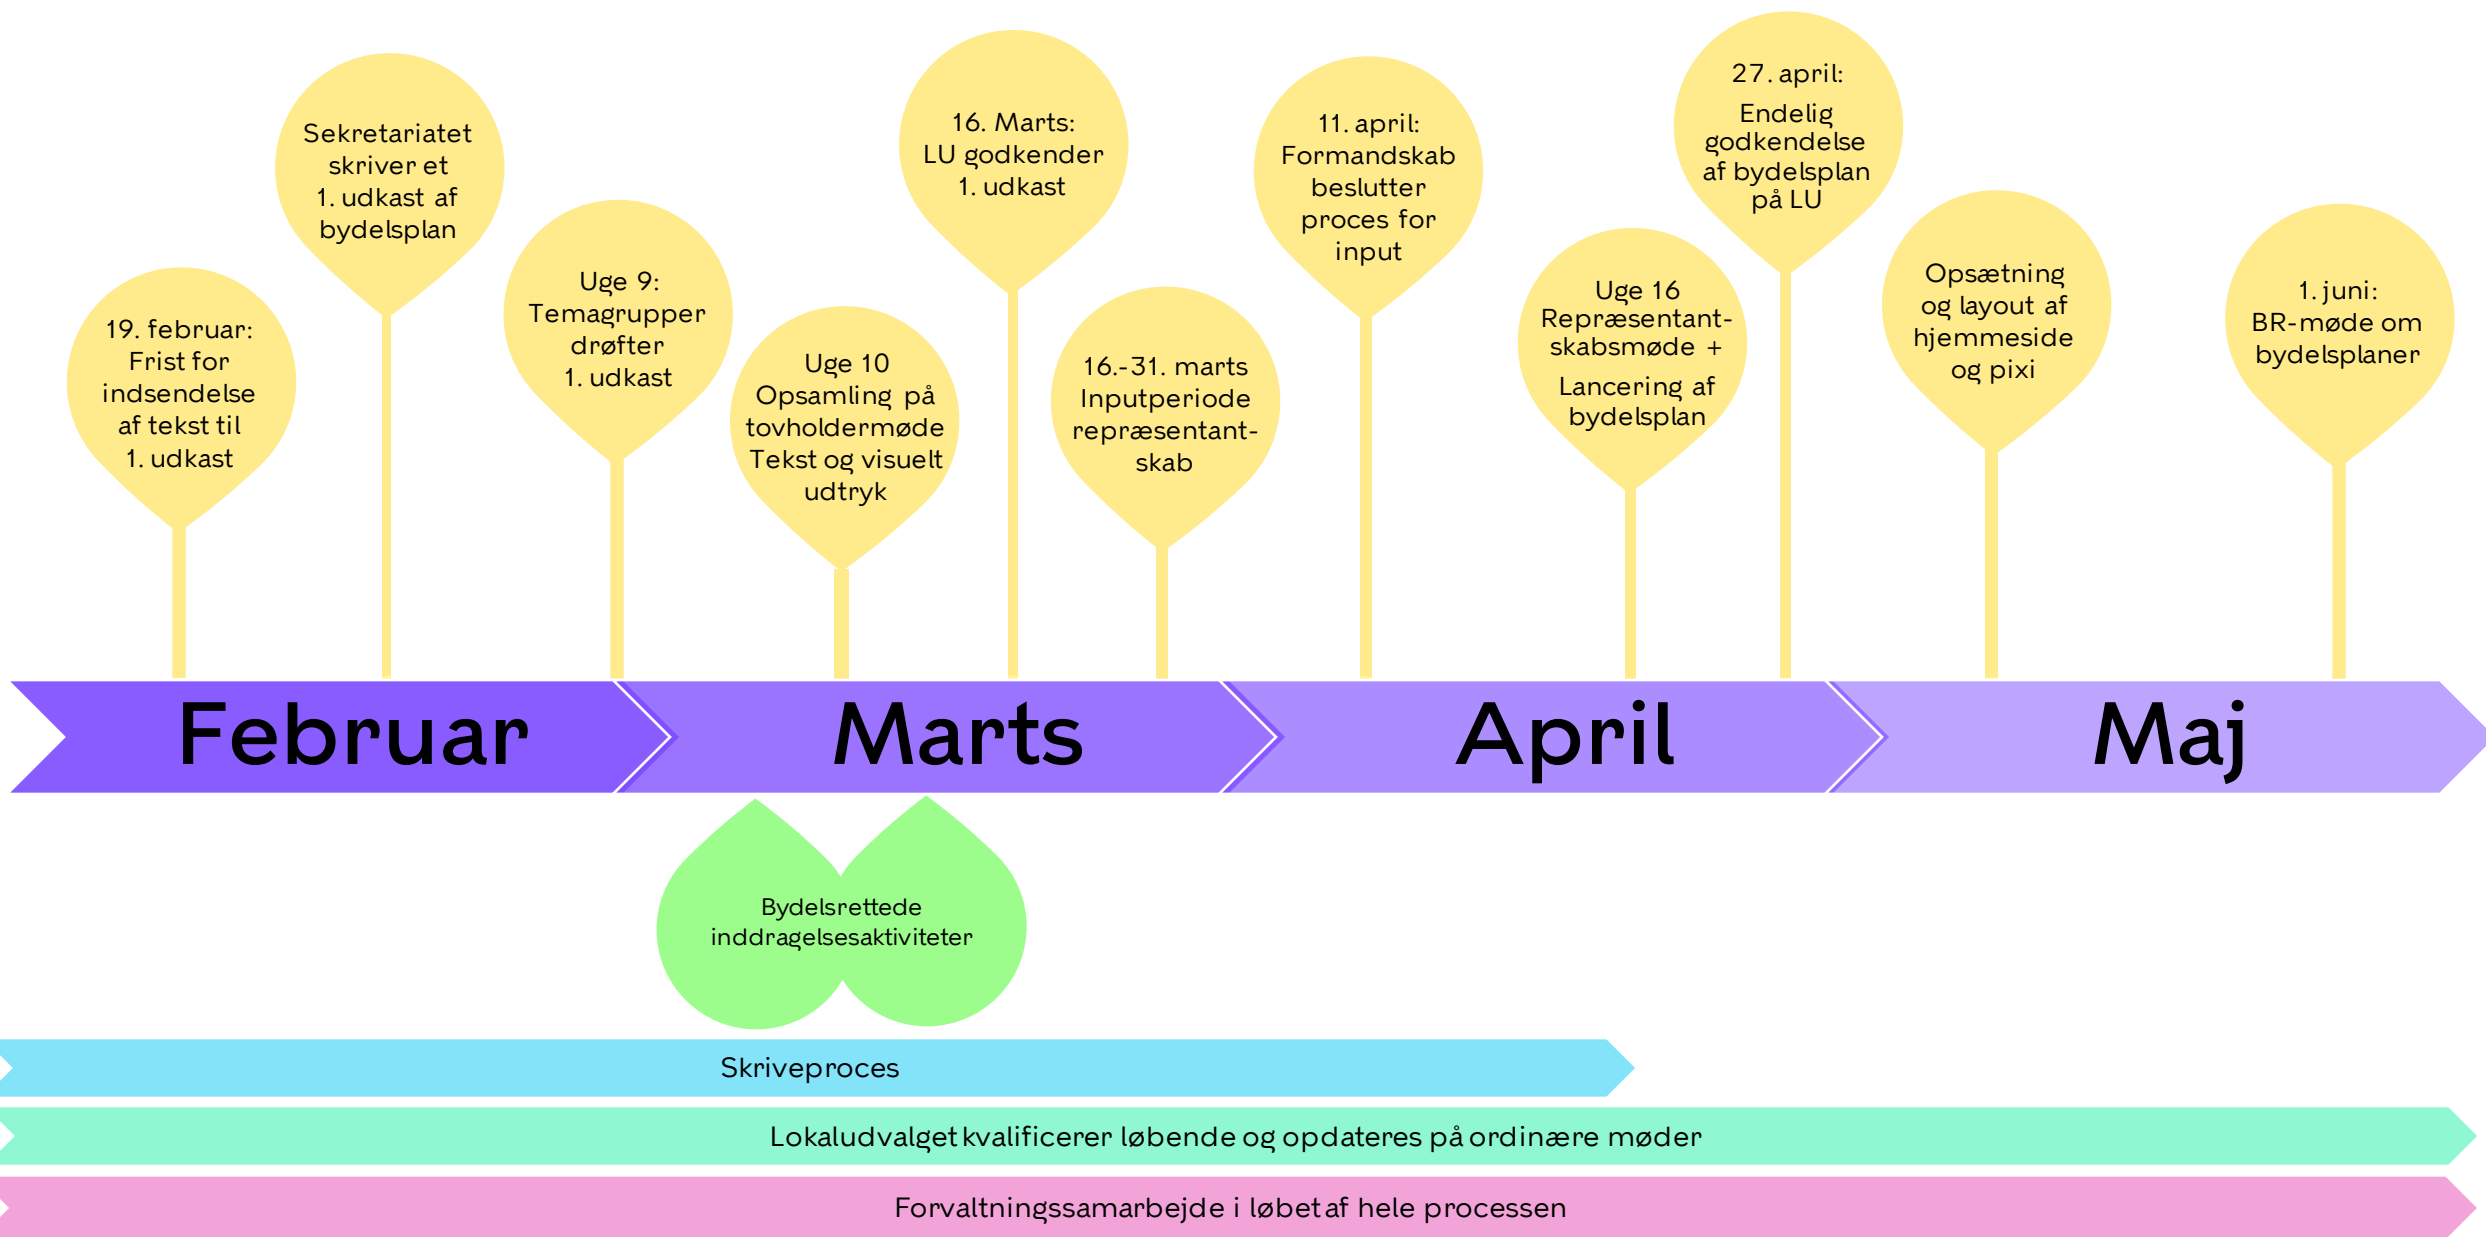 19. februar:
Frist for
indsendelse
af tekst til
1. udkast
Sekretariatet
skriver et
1. udkast af
bydelsplan
Uge 9:
Temagrupper
drøfter
1. udkast
Uge 10
Opsamling på
tovholdermøde
Tekst og visuelt
udtryk
16. Marts:
LU godkender
1. udkast
16.-31. marts
Inputperiode
repræsentant-
skab
11. april:
Formandskab
beslutter
proces for
input
Uge 16
Repræsentant-
skabsmøde +
Lancering af
bydelsplan
27. april:
Endelig
godkendelse
af bydelsplan
på LU
Opsætning
og layout af
hjemmeside
og pixi
1. juni:
BR-møde om
bydelsplaner
Februar
Marts
April
Maj
Bydelsrettede
inddragelsesaktiviteter
Skriveproces
Lokaludvalget kvalificerer løbende og opdateres på ordinære møder
Forvaltningssamarbejde i løbet af hele processen